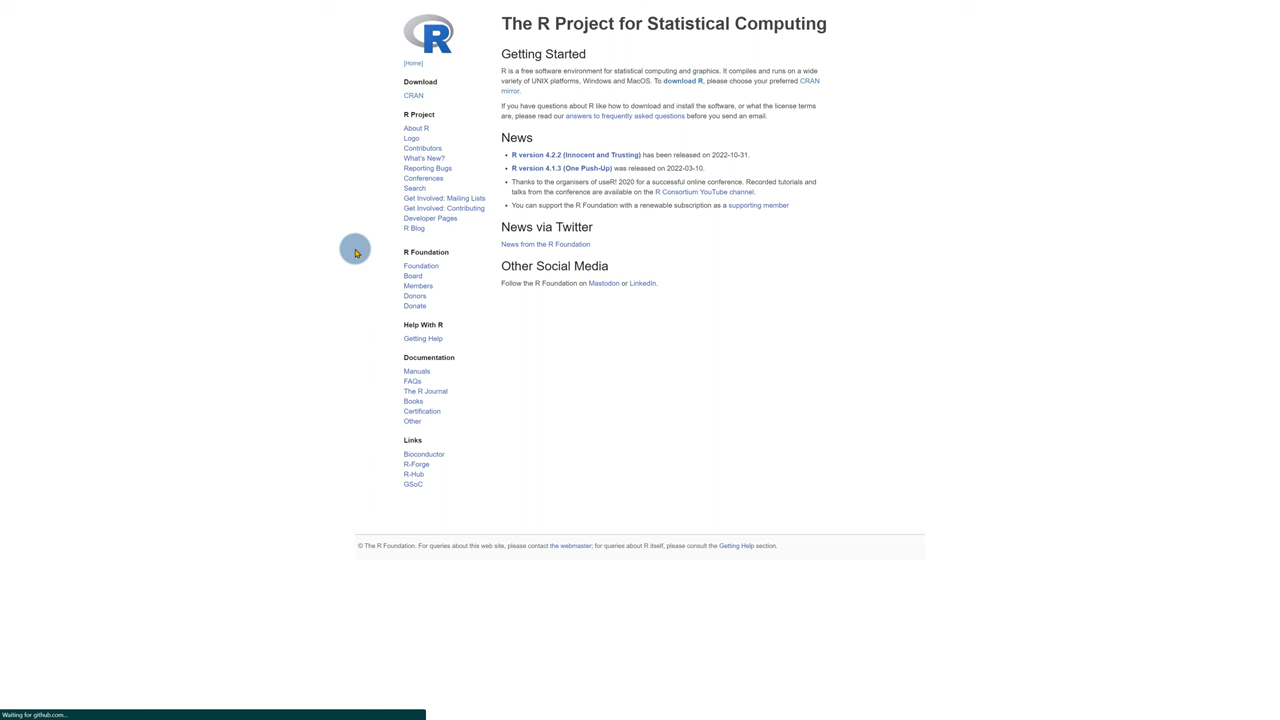 R
[Home]
Download
CRAN
R Project
About R
Logo
Contributors
What's New?
Reporting Bugs
Conferences
Search
Get Involved: Mailing Lists
Get Involved: Contributing
Developer Pages
R Blog
R Foundation
Foundation
Board
Members
Donors
Donate
Help With R
Getting Help
Documentation
Manuals
FAQs
The R Journal
Books
Certification
Other
Links
Bioconductor
R-Forge
R-Hub
GSoC
The R Project for Statistical Computing
Getting Started
R is a free software environment for statistical computing and graphics. It compiles and runs on a wide
variety of UNIX platforms, Windows and MacOS. To download R, please choose your preferred CRAN
mirror.
If you have questions about R like how to download and install the software, or what the license terms
are, please read our answers to frequently asked questions before you send an email.
News
• R version 4.2.2 (Innocent and Trusting) has been released on 2022-10-31.
• R version 4.1.3 (One Push-Up) was released on 2022-03-10.
• Thanks to the organisers of useR! 2020 for a successful online conference. Recorded tutorials and
talks from the conference are available on the R Consortium YouTube channel.
• You can support the R Foundation with a renewable subscription as a supporting member
News via Twitter
News from the R Foundation
Other Social Media
Follow the R Foundation on Mastodon or LinkedIn.
© The R Foundation. For queries about this web site, please contact the webmaster; for queries about R itself, please consult the Getting Help section.
Waiting for github.com...